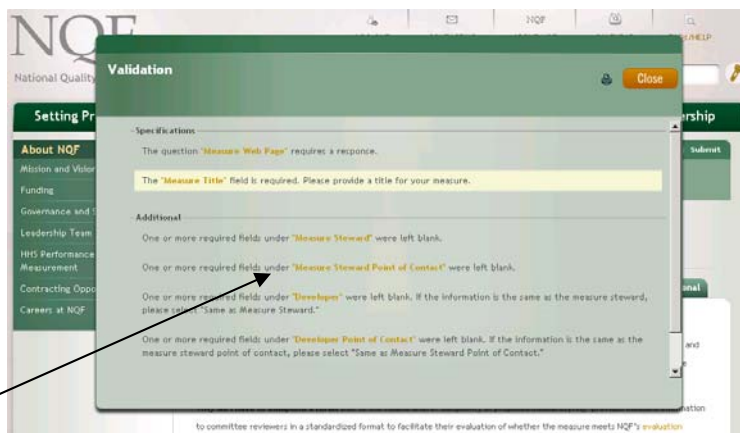 NQF
NQF
HELP
National Quality
Validation
Close
Setting Pr
ership
About NQF
Submit
Mission and Vision
Funding
Governance and S
Leadership Team
HHS Performance
Measurement
Contracting Oppo
Careers at NQF
Specifications
The question "Measure Web Page" requires a responce.
The "Measure Title" field is required. Please provide a title for your measure.
Additional
One or more required fields under "Measure Steward" were left blank.
One or more required fields under "Measure Steward Point of Contact" were left blank.
One or more required fields under "Developer" were left blank. If the information is the same as the measure steward,
please select "Same as Measure Steward."
One or more required fields under "Developer Point of Contact" were left blank. If the information is the same as the
measure steward point of contact, please select "Same as Measure Steward Point of Contact."
onal
and
mation
to committee reviewers in a standardized format to facilitate their evaluation of whether the measure meets NQF's evaluation